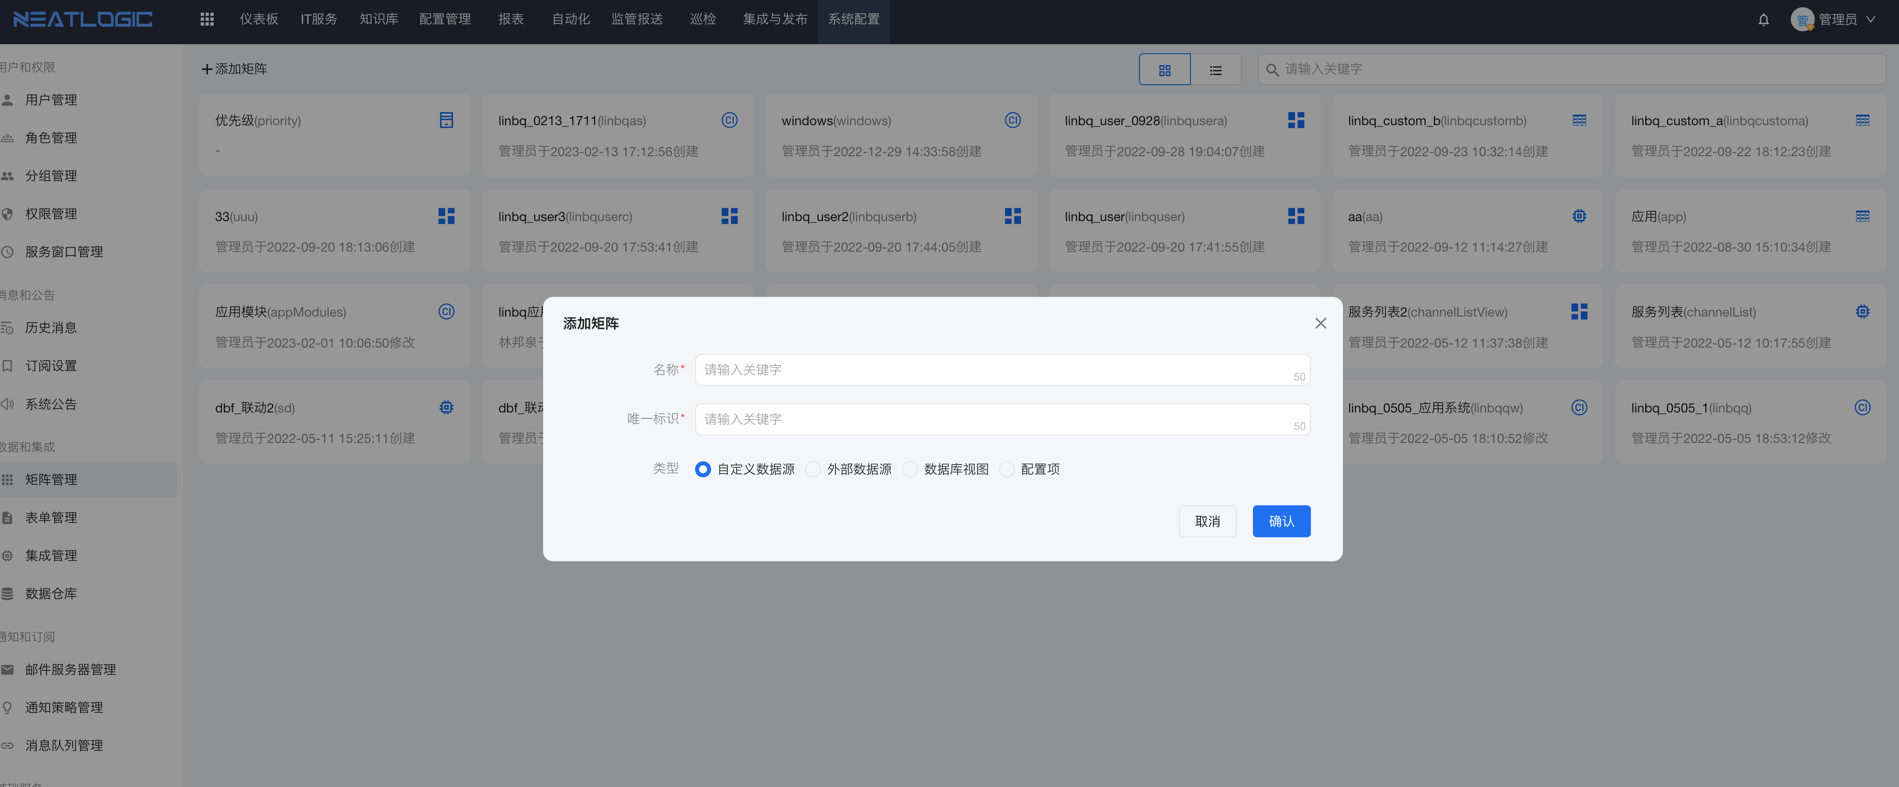 NEATLOGIC
仪表板 IT服务 知识库 配置管理 报表 自动化 监管报送 巡检 集成与发布 系统配置
管 管理员
用户和权限
用户管理
角色管理
分组管理
权限管理
服务窗口管理
消息和公告
历史消息
订阅设置
系统公告
数据和集成
矩阵管理
表单管理
集成管理
数据仓库
通知和订阅
邮件服务器管理
通知策略管理
消息队列管理
添加矩阵
请输入关键字
优先级(priority)
-
linbq_0213_1711(linbqas)
CI
管理员于2023-02-13 17:12:56创建
windows(windows)
CI
管理员于2022-12-29 14:33:58创建
linbq_user_0928(linbqusera)
管理员于2022-09-28 19:04:07创建
linbq_custom_b(linbqcustomb)
管理员于2022-09-23 10:32:14创建
linbq_custom_a(linbqcustoma)
管理员于2022-09-22 18:12:23创建
33(uuu)
管理员于2022-09-20 18:13:06创建
linbq_user3(linbquserc)
管理员于2022-09-20 17:53:41创建
linbq_user2(linbquserb)
管理员于2022-09-20 17:44:05创建
linbq_user(linbquser)
管理员于2022-09-20 17:41:55创建
aa(aa)
管理员于2022-09-12 11:14:27创建
应用(app)
管理员于2022-08-30 15:10:34创建
应用模块(appModules)
CI
管理员于2023-02-01 10:06:50修改
linbq应
林邦泉于
服务列表2(channelListView)
管理员于2022-05-12 11:37:38创建
服务列表(channelList)
管理员于2022-05-12 10:17:55创建
dbf_联动2(sd)
管理员于2022-05-11 15:25:11创建
dbf_联动
管理员于
linbq_0505_应用系统(linbqqw)
CI
管理员于2022-05-05 18:10:52修改
linbq_0505_1(linbqq)
CI
管理员于2022-05-05 18:53:12修改
添加矩阵
名称*
请输入关键字
50
唯一标识*
请输入关键字
50
类型
自定义数据源 外部数据源 数据库视图 配置项
取消 确认